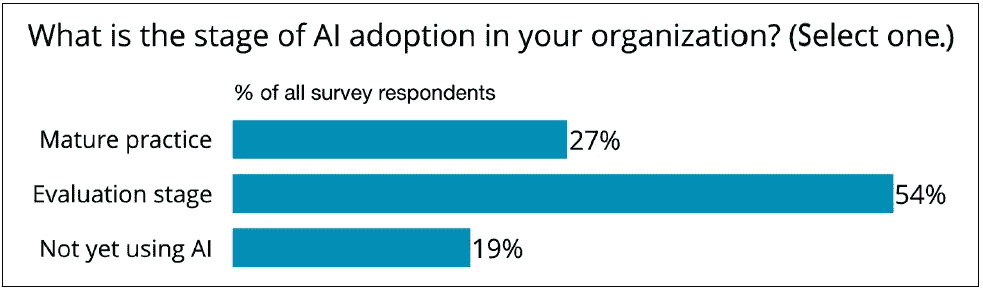 What is the stage of AI adoption in your organization? (Select one.)
% of all survey respondents
Mature practice 27%
Evaluation stage 54%
Not yet using AI 19%